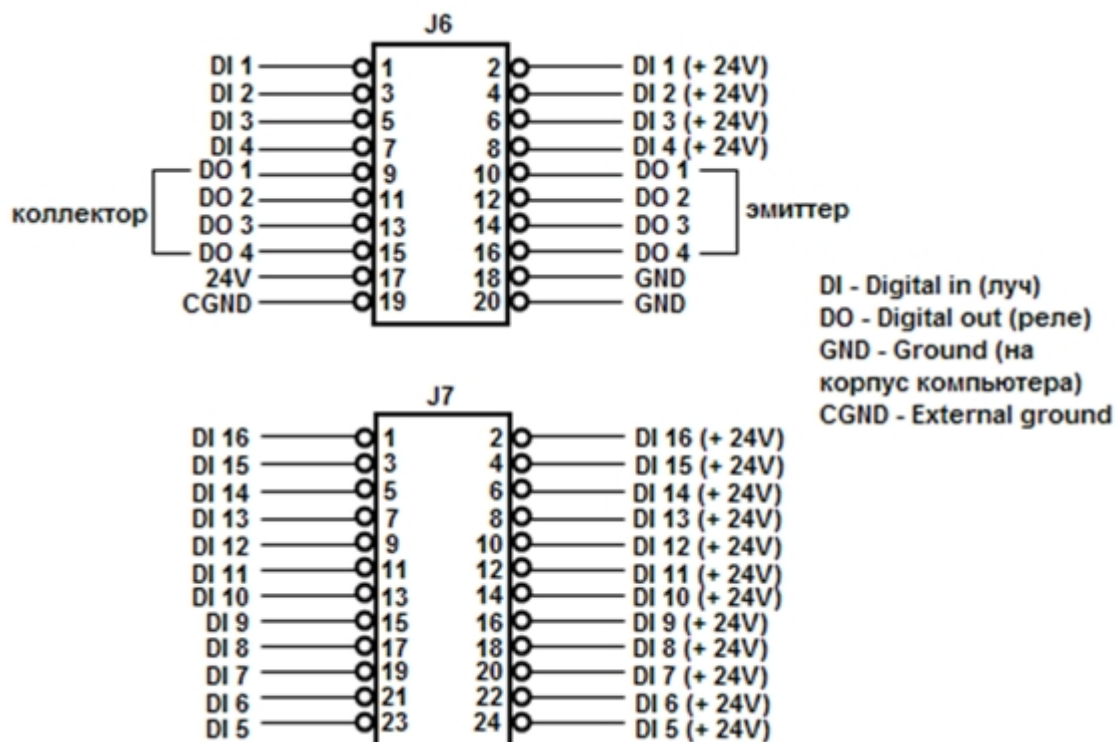 J6
DI 1 1 2 DI 1 (+ 24V)
DI 2 3 4 DI 2 (+ 24V)
DI 3 5 6 DI 3 (+ 24V)
DI 4 7 8 DI 4 (+ 24V)
DO 1 9 10 DO 1
DO 2 11 12 DO 2
коллектор эмиттер
DO 3 13 14 DO 3
DO 4 15 16 DO 4
24V 17 18 GND
CGND 19 20 GND
DI - Digital in (луч)
DO - Digital out (реле)
GND - Ground (на
корпус компьютера)
CGND - External ground
J7
DI 16 1 2 DI 16 (+ 24V)
DI 15 3 4 DI 15 (+ 24V)
DI 14 5 6 DI 14 (+ 24V)
DI 13 7 8 DI 13 (+ 24V)
DI 12 9 10 DI 12 (+ 24V)
DI 11 11 12 DI 11 (+ 24V)
DI 10 13 14 DI 10 (+ 24V)
DI 9 15 16 DI 9 (+ 24V)
DI 8 17 18 DI 8 (+ 24V)
DI 7 19 20 DI 7 (+ 24V)
DI 6 21 22 DI 6 (+ 24V)
DI 5 23 24 DI 5 (+ 24V)